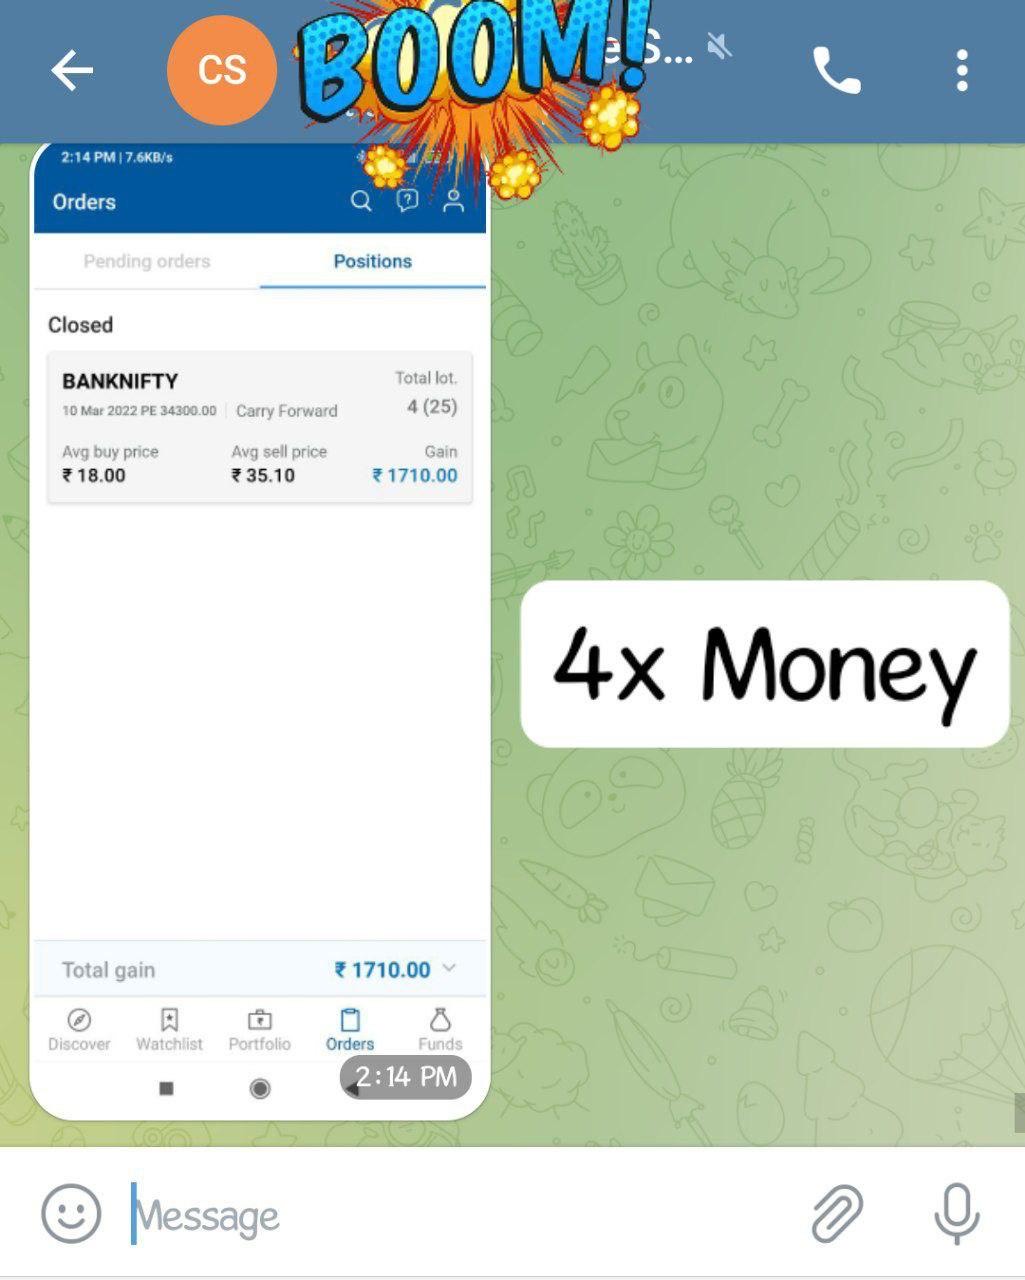 CS
BOOM!
e S...
2:14 PM | 7.6KB/s
Orders
Pending orders
Positions
Closed
BANKNIFTY
Total lot.
10 Mar 2022 PE 34300.00 | Carry Forward
4 (25)
Avg buy price
Avg sell price
Gain
₹ 18.00
₹ 35.10
₹ 1710.00
4x Money
Total gain
₹ 1710.00
Discover
Watchlist
Portfolio
Orders
Funds
2:14 PM
Message